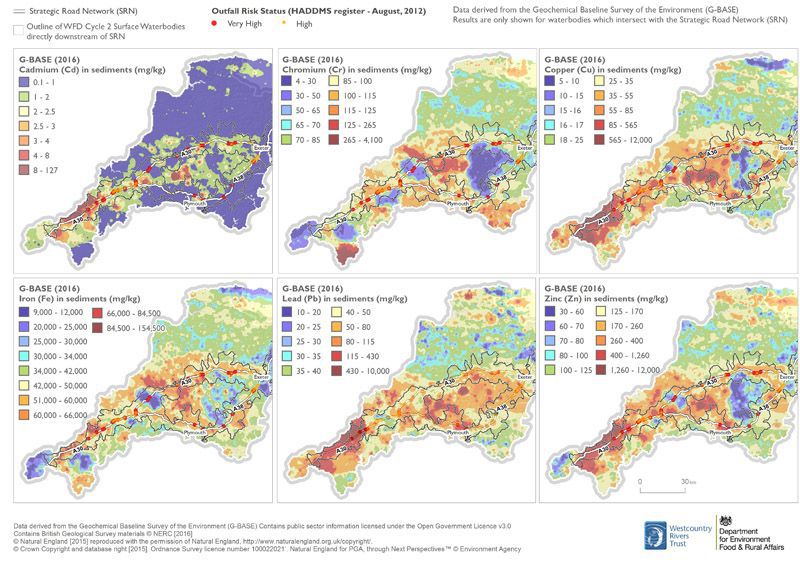 Strategic Road Network (SRN)
Outline of WFD Cycle 2 Surface Waterbodies
directly downstream of SRN
Outfall Risk Status (HADDMS register - August, 2012)
Very High High
Data derived from the Geochemical Baseline Survey of the Environment (G-BASE)
Results are only shown for waterbodies which intersect with the Strategic Road Network (SRN)
G-BASE (2016)
Cadmium (Cd) in sediments (mg/kg)
0.1 - 1
1 - 2
2 - 2.5
2.5 - 3
3 - 4
4 - 8
8 - 127
Exeter
A30
A38
Plymouth
A30
G-BASE (2016)
Chromium (Cr) in sediments (mg/kg)
4 - 30 85 - 100
30 - 50 100 - 115
50 - 65 115 - 125
65 - 70 125 - 265
70 - 85 265 - 4,100
Exeter
A30
A38
Plymouth
A30
G-BASE (2016)
Copper (Cu) in sediments (mg/kg)
5 - 10 25 - 35
10 - 15 35 - 55
15 - 16 55 - 85
16 - 17 85 - 565
18 - 25 565 - 12,000
Exeter
A30
A38
Plymouth
A30
G-BASE (2016)
Iron (Fe) in sediments (mg/kg)
9,000 - 12,000 66,000 - 84,500
20,000 - 25,000 84,500 - 154,500
25,000 - 30,000
30,000 - 34,000
34,000 - 42,000
42,000 - 50,000
51,000 - 60,000
60,000 - 66,000
Exeter
A30
A38
Plymouth
A30
G-BASE (2016)
Lead (Pb) in sediments (mg/kg)
10 - 20 40 - 50
20 - 25 50 - 80
25 - 30 80 - 115
30 - 35 115 - 430
35 - 40 430 - 10,000
Exeter
A30
A38
Plymouth
A30
G-BASE (2016)
Zinc (Zn) in sediments (mg/kg)
30 - 60 125 - 170
60 - 70 170 - 260
70 - 80 260 - 400
80 - 100 400 - 1,260
100 - 125 1,260 - 12,000
Exeter
A30
A38
Plymouth
A30
0 30 km
Data derived from the Geochemical Baseline Survey of the Environment (G-BASE) Contains public sector information licensed under the Open Government Licence v3.0
Contains British Geological Survey materials © NERC [2016]
© Natural England [2015] reproduced with the permission of Natural England, http://www.naturalengland.org.uk/copyright/.
© Crown Copyright and database right [2015]. Ordnance Survey licence number 100022021. Natural England for PGA, through Next Perspectives™ © Environment Agency
Westcountry
Rivers
Trust
Department
for Environment
Food & Rural Affairs